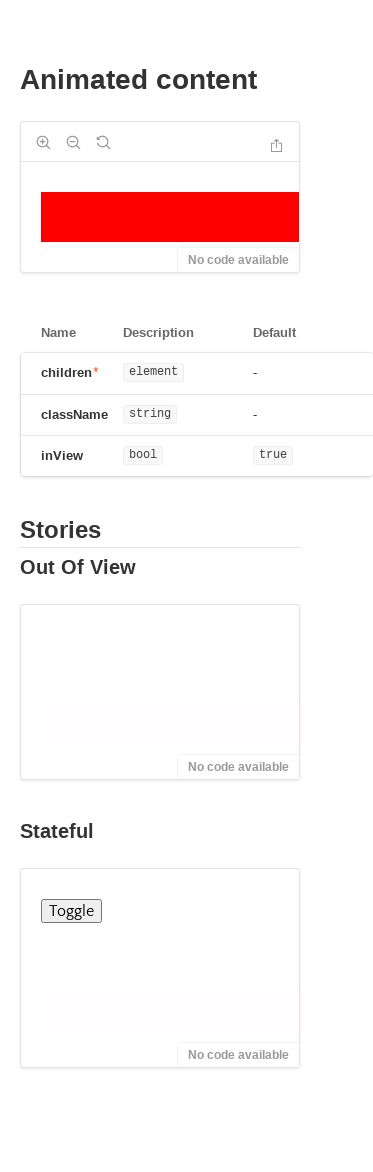 Animated content
No code available
Name Description Default
children* element -
className string -
inView bool true
Stories
Out Of View
No code available
Stateful
Toggle
No code available